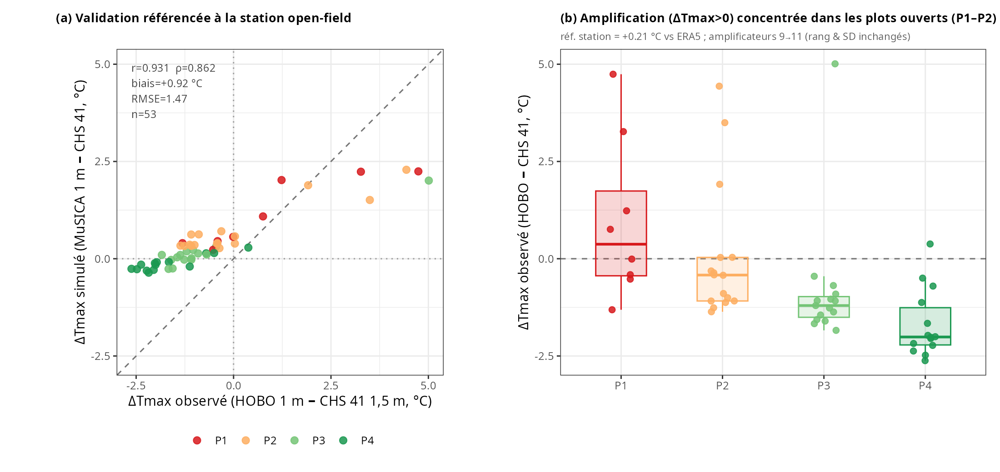 (a) Validation référencée à la station open-field
ΔTmax simulé (MuSICA 1 m − CHS 41, °C)
5.0
2.5
0.0
-2.5
r=0.931 ρ=0.862
biais=+0.92 °C
RMSE=1.47
n=53
-2.5 0.0 2.5 5.0
ΔTmax observé (HOBO 1 m − CHS 41 1,5 m, °C)
P1 P2 P3 P4
(b) Amplification (ΔTmax>0) concentrée dans les plots ouverts (P1–P2)
réf. station = +0.21 °C vs ERA5 ; amplificateurs 9→11 (rang & SD inchangés)
ΔTmax observé (HOBO − CHS 41, °C)
5.0
2.5
0.0
-2.5
P1 P2 P3 P4